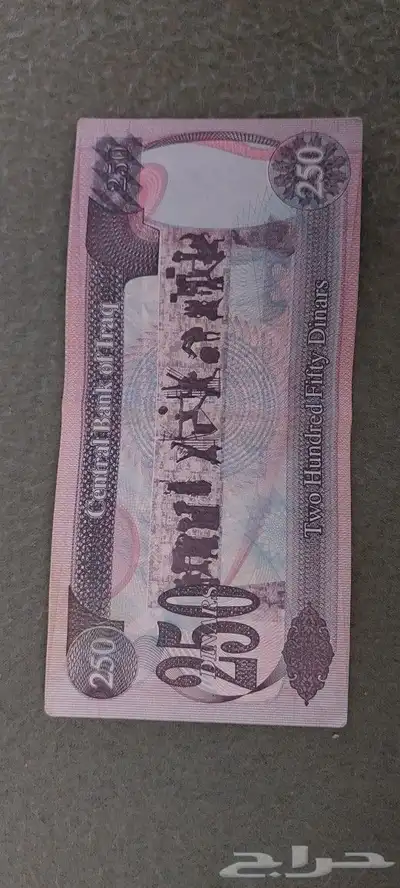 Central Bank of Iraq
250
250
250
250
DINARS
Two Hundred Fifty Dinars
حراج